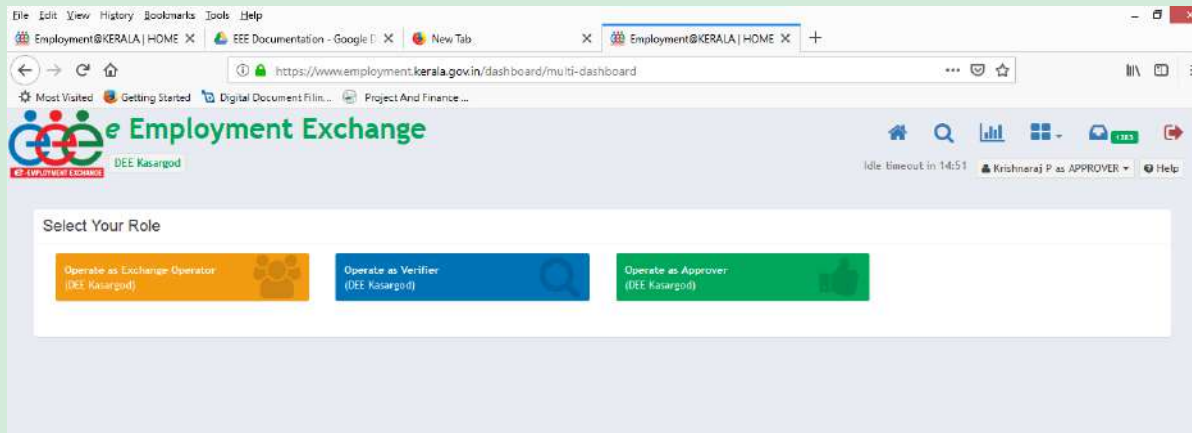 File Edit View History Bookmarks Tools Help
Employment@KERALA | HOME
EEE Documentation - Google D
New Tab
Employment@KERALA | HOME
https://www.employment.kerala.gov.in/dashboard/multi-dashboard
Most Visited Getting Started Digital Document Filin... Project And Finance ...
e Employment Exchange
e-EMPLOYMENT EXCHANGE
DEE Kasargod
Idle timeout in 14:51 Krishnaraj P as APPROVER Help
Select Your Role
Operate as Exchange Operator
(DEE Kasargod)
Operate as Verifier
(DEE Kasargod)
Operate as Approver
(DEE Kasargod)